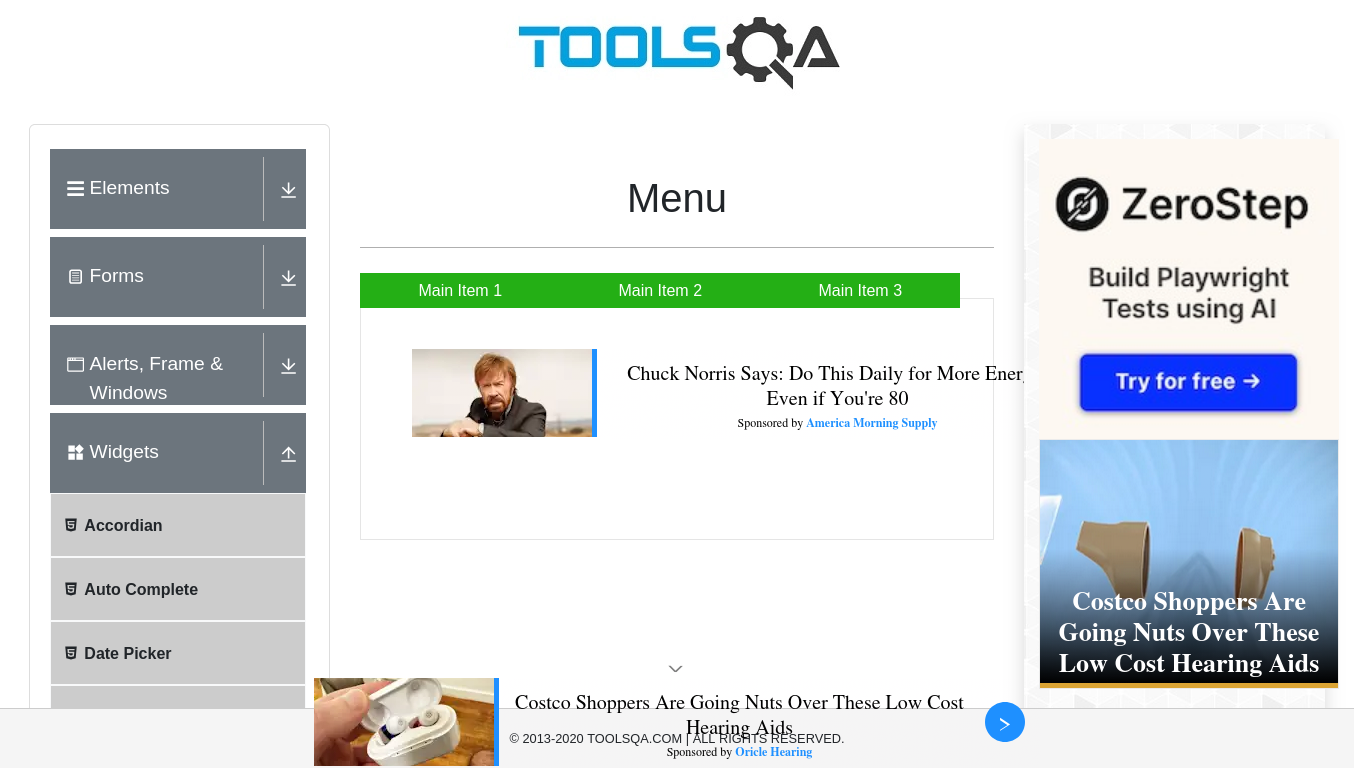 TOOLSQA
Elements
Forms
Alerts, Frame &
Windows
Widgets
Accordian
Auto Complete
Date Picker
Menu
Main Item 1
Main Item 2
Main Item 3
Chuck Norris Says: Do This Daily for More Energy
Even if You're 80
Sponsored by America Morning Supply
ZeroStep
Build Playwright
Tests using AI
Try for free →
Costco Shoppers Are
Going Nuts Over These
Low Cost Hearing Aids
Costco Shoppers Are Going Nuts Over These Low Cost
Hearing Aids
© 2013-2020 TOOLSQA.COM | ALL RIGHTS RESERVED.
Sponsored by Oricle Hearing